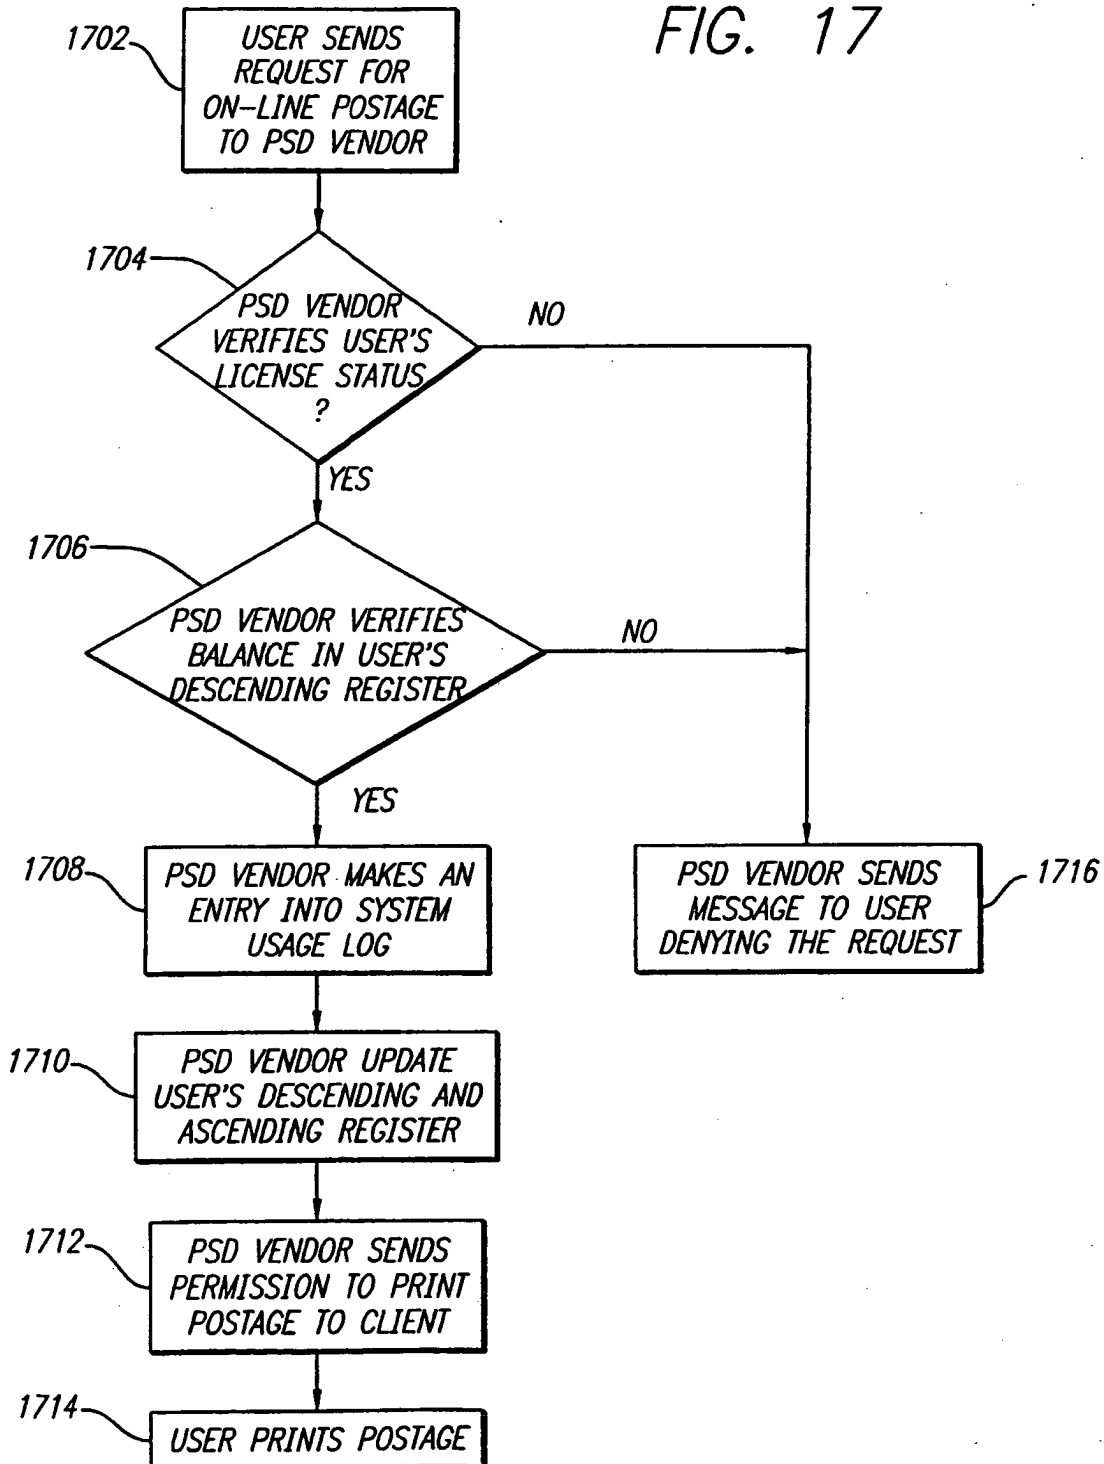 FIG. 17
1702
USER SENDS
REQUEST FOR
ON-LINE POSTAGE
TO PSD VENDOR
1704
PSD VENDOR
VERIFIES USER'S
LICENSE STATUS
?
NO
YES
1706
PSD VENDOR VERIFIES
BALANCE IN USER'S
DESCENDING REGISTER
NO
YES
1708
PSD VENDOR MAKES AN
ENTRY INTO SYSTEM
USAGE LOG
PSD VENDOR SENDS
MESSAGE TO USER
DENYING THE REQUEST
1716
1710
PSD VENDOR UPDATE
USER'S DESCENDING AND
ASCENDING REGISTER
1712
PSD VENDOR SENDS
PERMISSION TO PRINT
POSTAGE TO CLIENT
1714
USER PRINTS POSTAGE